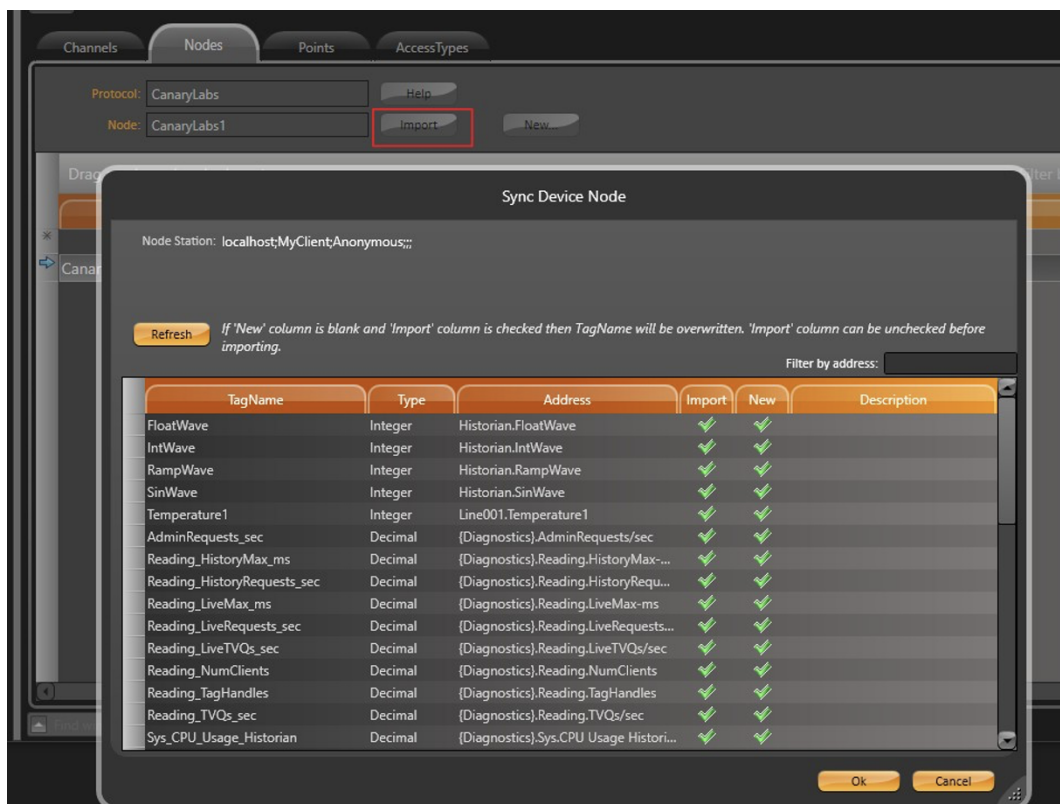 Channels Nodes Points AccessTypes
Protocol: CanaryLabs Help
Node: CanaryLabs1 Import New...
Drag
Sync Device Node
Node Station: localhost;MyClient;Anonymous;;;
Canar
Refresh If 'New' column is blank and 'Import' column is checked then TagName will be overwritten. 'Import' column can be unchecked before
importing.
Filter by address:
TagName Type Address Import New Description
FloatWave Integer Historian.FloatWave
IntWave Integer Historian.IntWave
RampWave Integer Historian.RampWave
SinWave Integer Historian.SinWave
Temperature1 Integer Line001.Temperature1
AdminRequests_sec Decimal {Diagnostics}.AdminRequests/sec
Reading_HistoryMax_ms Decimal {Diagnostics}.Reading.HistoryMax-...
Reading_HistoryRequests_sec Decimal {Diagnostics}.Reading.HistoryRequ...
Reading_LiveMax_ms Decimal {Diagnostics}.Reading.LiveMax-ms
Reading_LiveRequests_sec Decimal {Diagnostics}.Reading.LiveRequests...
Reading_LiveTVQs_sec Decimal {Diagnostics}.Reading.LiveTVQs/sec
Reading_NumClients Decimal {Diagnostics}.Reading.NumClients
Reading_TagHandles Decimal {Diagnostics}.Reading.TagHandles
Reading_TVQs_sec Decimal {Diagnostics}.Reading.TVQs/sec
Sys_CPU_Usage_Historian Decimal {Diagnostics}.Sys.CPU Usage Histori...
Find
Ok Cancel